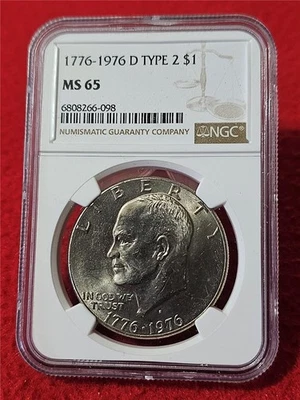 1776-1976 D TYPE 2 $1
MS 65
6808266-098
NUMISMATIC GUARANTY COMPANY
NGC
LIBERTY
IN GOD WE
TRUST
1776·1976